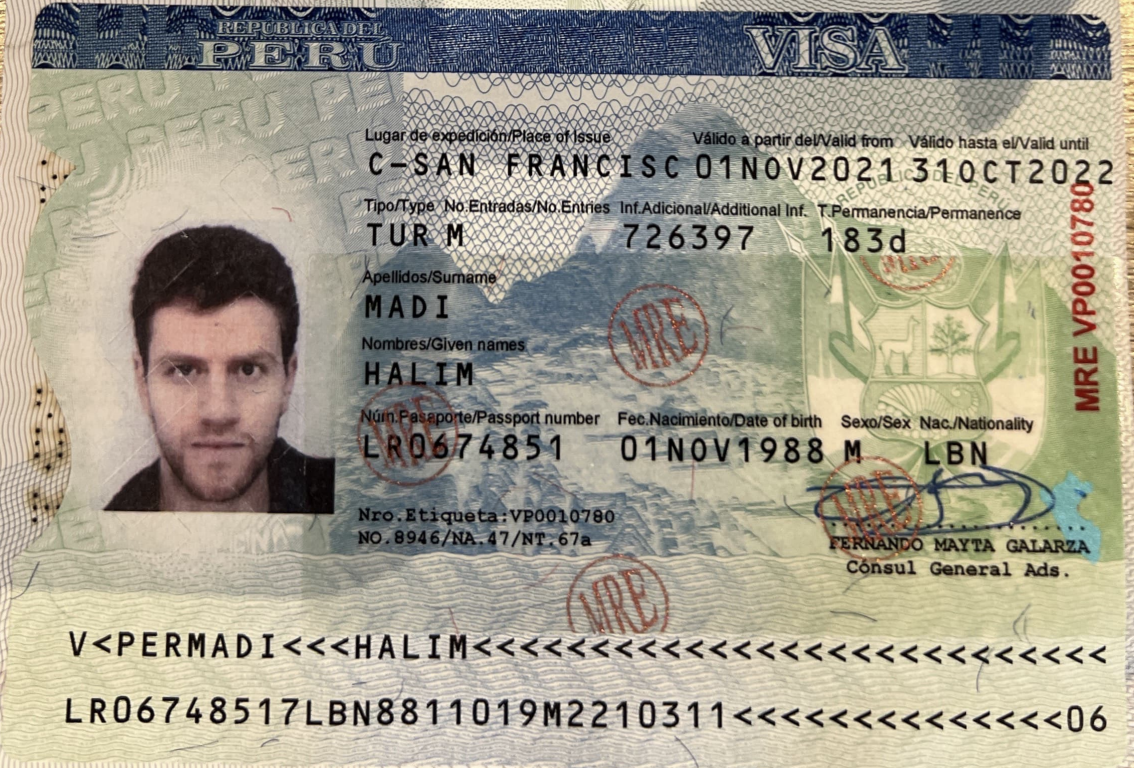 REPUBLICA DEL
PERU
VISA
Lugar de expedición/Place of Issue Válido a partir del/Valid from Válido hasta el/Valid until
C-SAN FRANCISC 01NOV2021 31OCT2022
Tipo/Type No.Entradas/No.Entries Inf.Adicional/Additional Inf. T.Permanencia/Permanence
TUR M 726397 183d
Apellidos/Surname
MADI
Nombres/Given names
HALIM
Núm.Pasaporte/Passport number Fec.Nacimiento/Date of birth Sexo/Sex Nac./Nationality
LR0674851 01NOV1988 M LBN
Nro.Etiqueta:VP0010780
NO.8946/NA.47/NT.67a
FERNANDO MAYTA GALARZA
Cónsul General Ads.
MRE VP0010780
MRE
MRE
MRE
MRE
V<PERMADI<<<HALIM<<<<<<<<<<<<<<<<<<<<<<<<<<<
LR06748517LBN8811019M2210311<<<<<<<<<<<<<<06